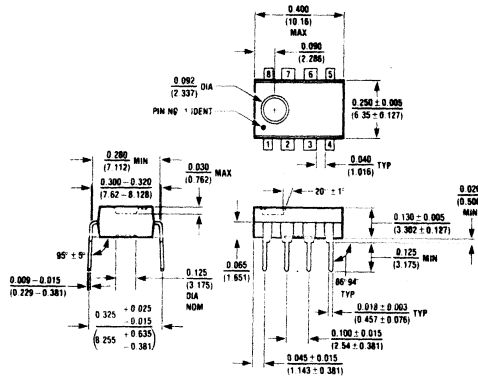 0.400
(10.16)
MAX
0.090
(2.286)
8 7 6 5
0.092 DIA
(2.337)
PIN NO. 1 IDENT
0.250 ± 0.005
(6.35 ± 0.127)
1 2 3 4
0.040 TYP
(1.016)
0.280 MIN
(7.112)
0.030 MAX
(0.762)
0.300 – 0.320
(7.62 – 8.128)
20° ± 1°
0.020
(0.508)
MIN
0.130 ± 0.005
(3.302 ± 0.127)
95° ± 5°
0.065
(1.651)
0.125 MIN
(3.175)
0.009 – 0.015
(0.229 – 0.381)
0.125
(3.175)
DIA
NOM
86° 94°
TYP
0.325 + 0.025
– 0.015
(8.255 + 0.635
– 0.381)
0.018 ± 0.003 TYP
(0.457 ± 0.076)
0.100 ± 0.015
(2.54 ± 0.381)
0.045 ± 0.015
(1.143 ± 0.381)